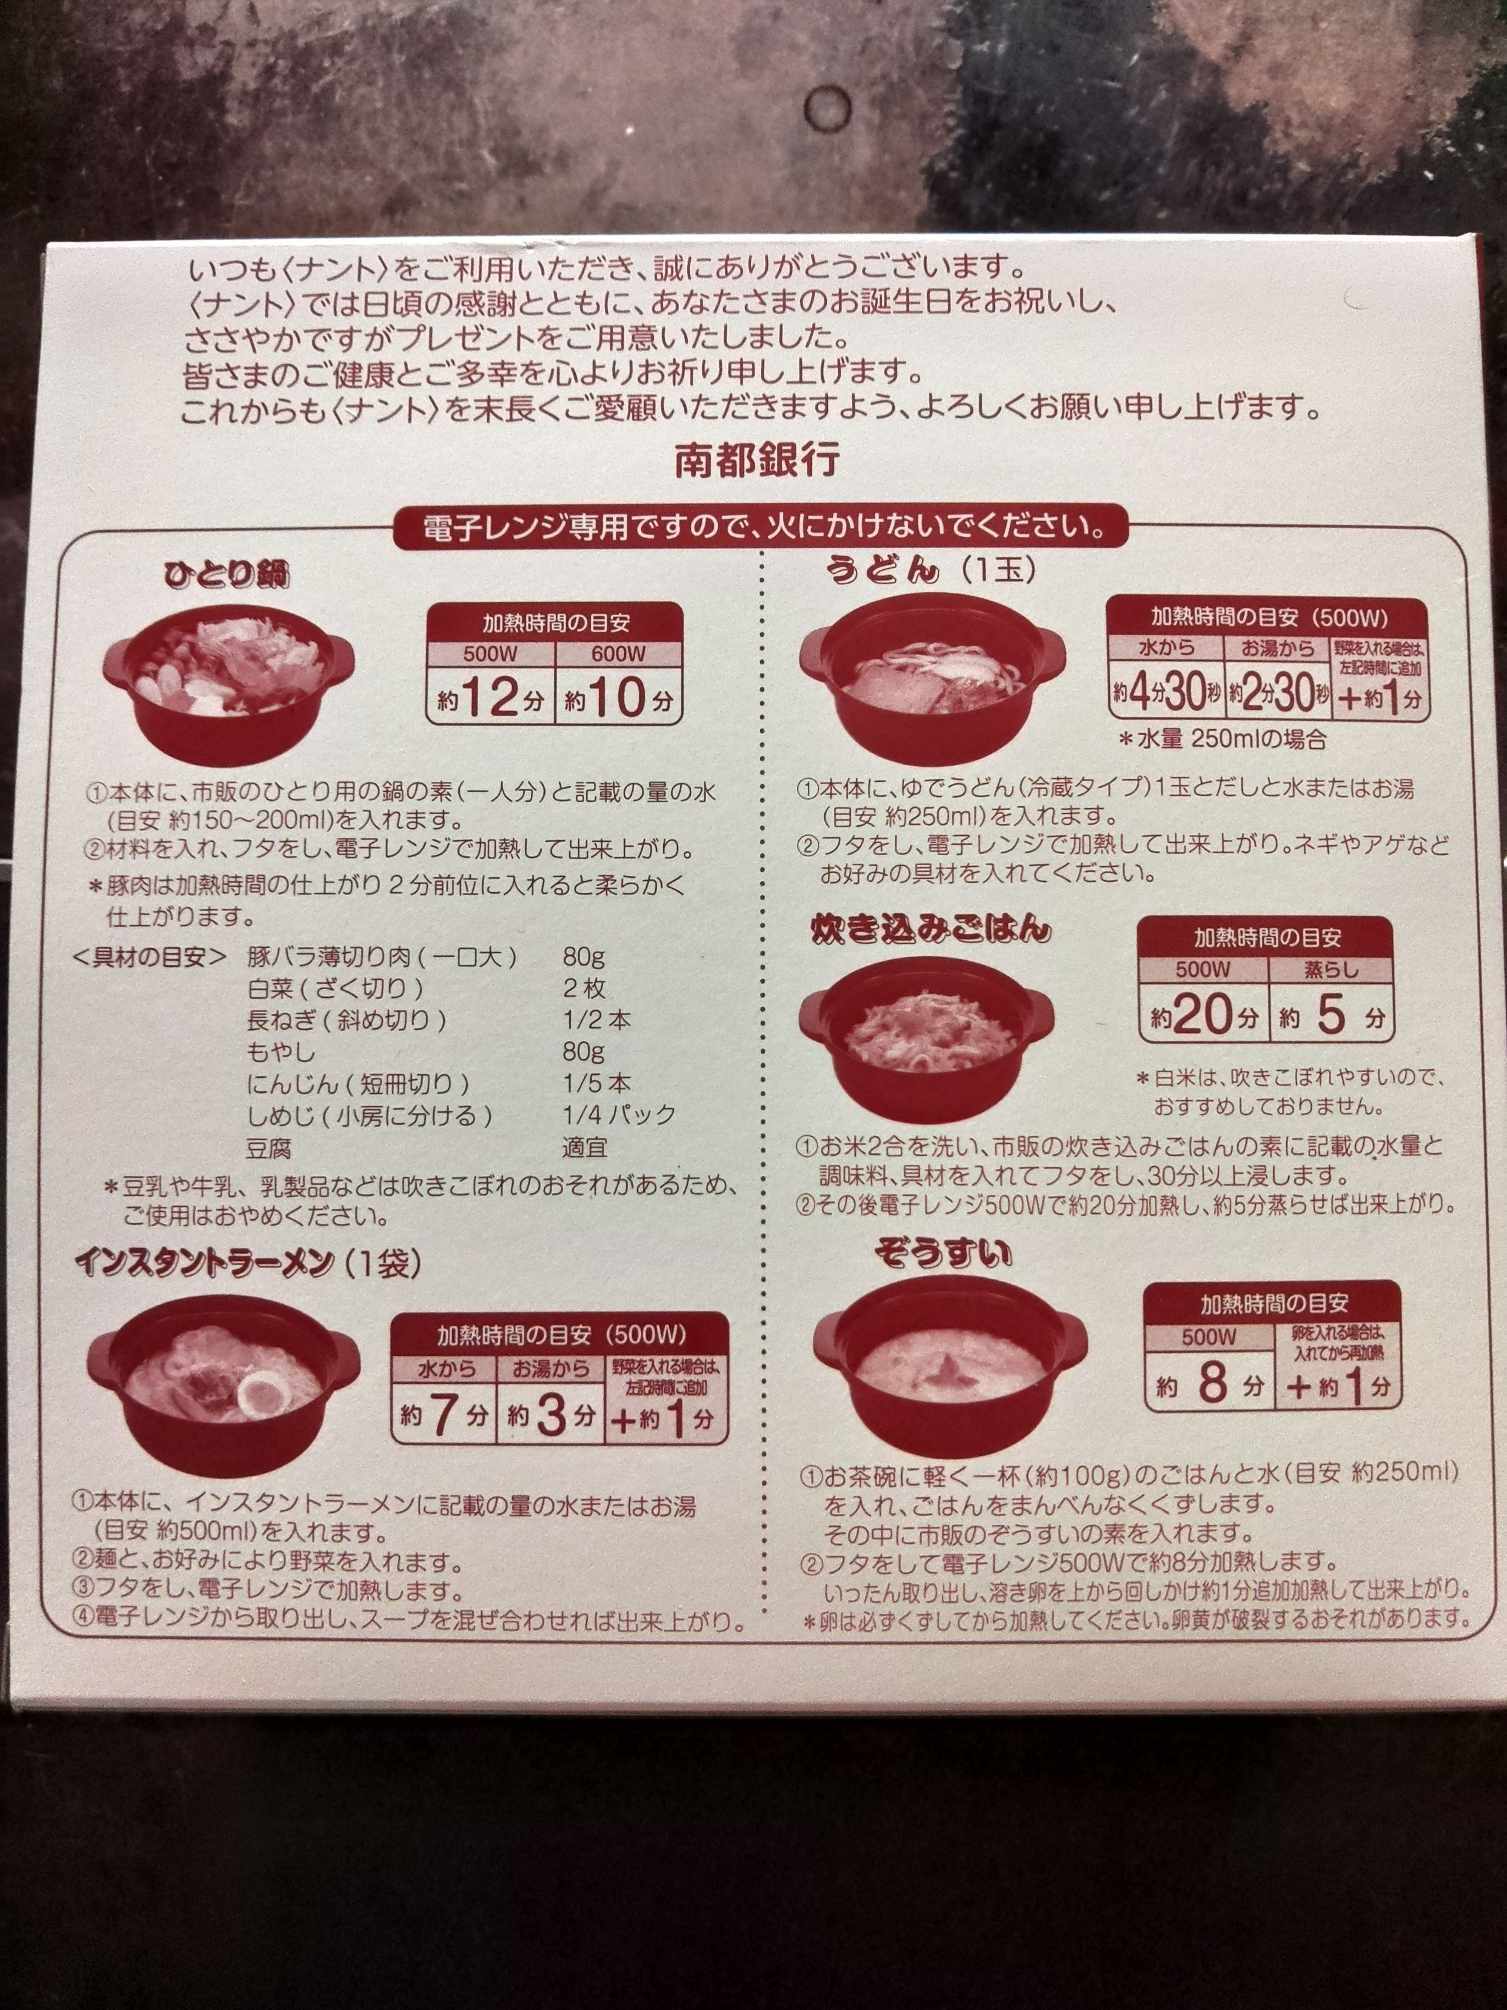 いつも〈ナント〉をご利用いただき、誠にありがとうございます。
〈ナント〉では日頃の感謝とともに、あなたさまのお誕生日をお祝いし、
ささやかですがプレゼントをご用意いたしました。
皆さまのご健康とご多幸を心よりお祈り申し上げます。
これからも〈ナント〉を末長くご愛顧いただきますよう、よろしくお願い申し上げます。
南都銀行
電子レンジ専用ですので、火にかけないでください。
ひとり鍋
加熱時間の目安
500W 600W
約12分 約10分
①本体に、市販のひとり用の鍋の素(一人分)と記載の量の水
(目安 約150〜200ml)を入れます。
②材料を入れ、フタをし、電子レンジで加熱して出来上がり。
＊豚肉は加熱時間の仕上がり2分前位に入れると柔らかく
仕上がります。
＜具材の目安＞ 豚バラ薄切り肉(一口大) 80g
白菜(ざく切り) 2枚
長ねぎ(斜め切り) 1/2本
もやし 80g
にんじん(短冊切り) 1/5本
しめじ(小房に分ける) 1/4パック
豆腐 適宜
＊豆乳や牛乳、乳製品などは吹きこぼれのおそれがあるため、
ご使用はおやめください。
インスタントラーメン(1袋)
加熱時間の目安(500W)
水から お湯から 野菜を入れる場合は、
左記時間に追加
約7分 約3分 ＋約1分
①本体に、インスタントラーメンに記載の量の水またはお湯
(目安 約500ml)を入れます。
②麺と、お好みにより野菜を入れます。
③フタをし、電子レンジで加熱します。
④電子レンジから取り出し、スープを混ぜ合わせれば出来上がり。
うどん(1玉)
加熱時間の目安(500W)
水から お湯から 野菜を入れる場合は、
左記時間に追加
約4分30秒 約2分30秒 ＋約1分
＊水量 250mlの場合
①本体に、ゆでうどん(冷蔵タイプ)1玉とだしと水またはお湯
(目安 約250ml)を入れます。
②フタをし、電子レンジで加熱して出来上がり。ネギやアゲなど
お好みの具材を入れてください。
炊き込みごはん
加熱時間の目安
500W 蒸らし
約20分 約5分
＊白米は、吹きこぼれやすいので、
おすすめしておりません。
①お米2合を洗い、市販の炊き込みごはんの素に記載の水量と
調味料、具材を入れてフタをし、30分以上浸します。
②その後電子レンジ500Wで約20分加熱し、約5分蒸らせば出来上がり。
ぞうすい
加熱時間の目安
500W 卵を入れる場合は、
入れてから再加熱
約8分 ＋約1分
①お茶碗に軽く一杯(約100g)のごはんと水(目安 約250ml)
を入れ、ごはんをまんべんなくくずします。
その中に市販のぞうすいの素を入れます。
②フタをして電子レンジ500Wで約8分加熱します。
いったん取り出し、溶き卵を上から回しかけ約1分追加加熱して出来上がり。
＊卵は必ずくずしてから加熱してください。卵黄が破裂するおそれがあります。